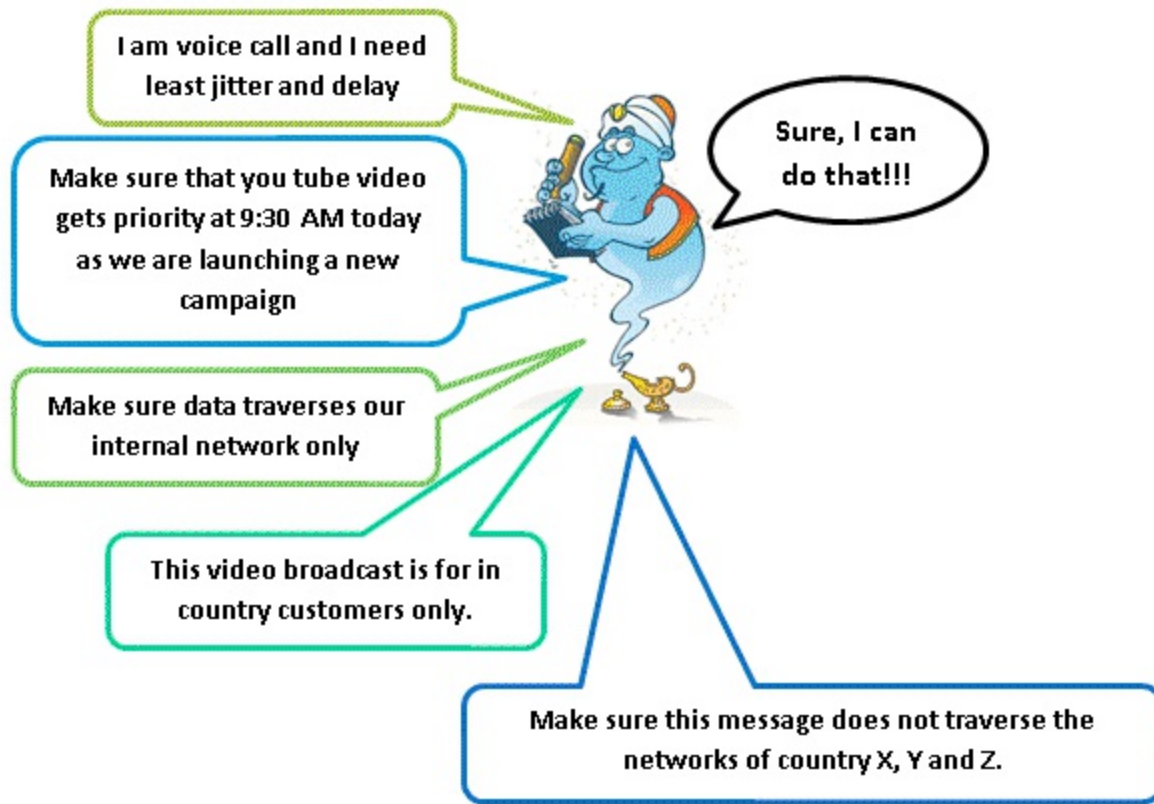 I am voice call and I need
least jitter and delay
Sure, I can
do that!!!
Make sure that you tube video
gets priority at 9:30 AM today
as we are launching a new
campaign
Make sure data traverses our
internal network only
This video broadcast is for in
country customers only.
Make sure this message does not traverse the
networks of country X, Y and Z.